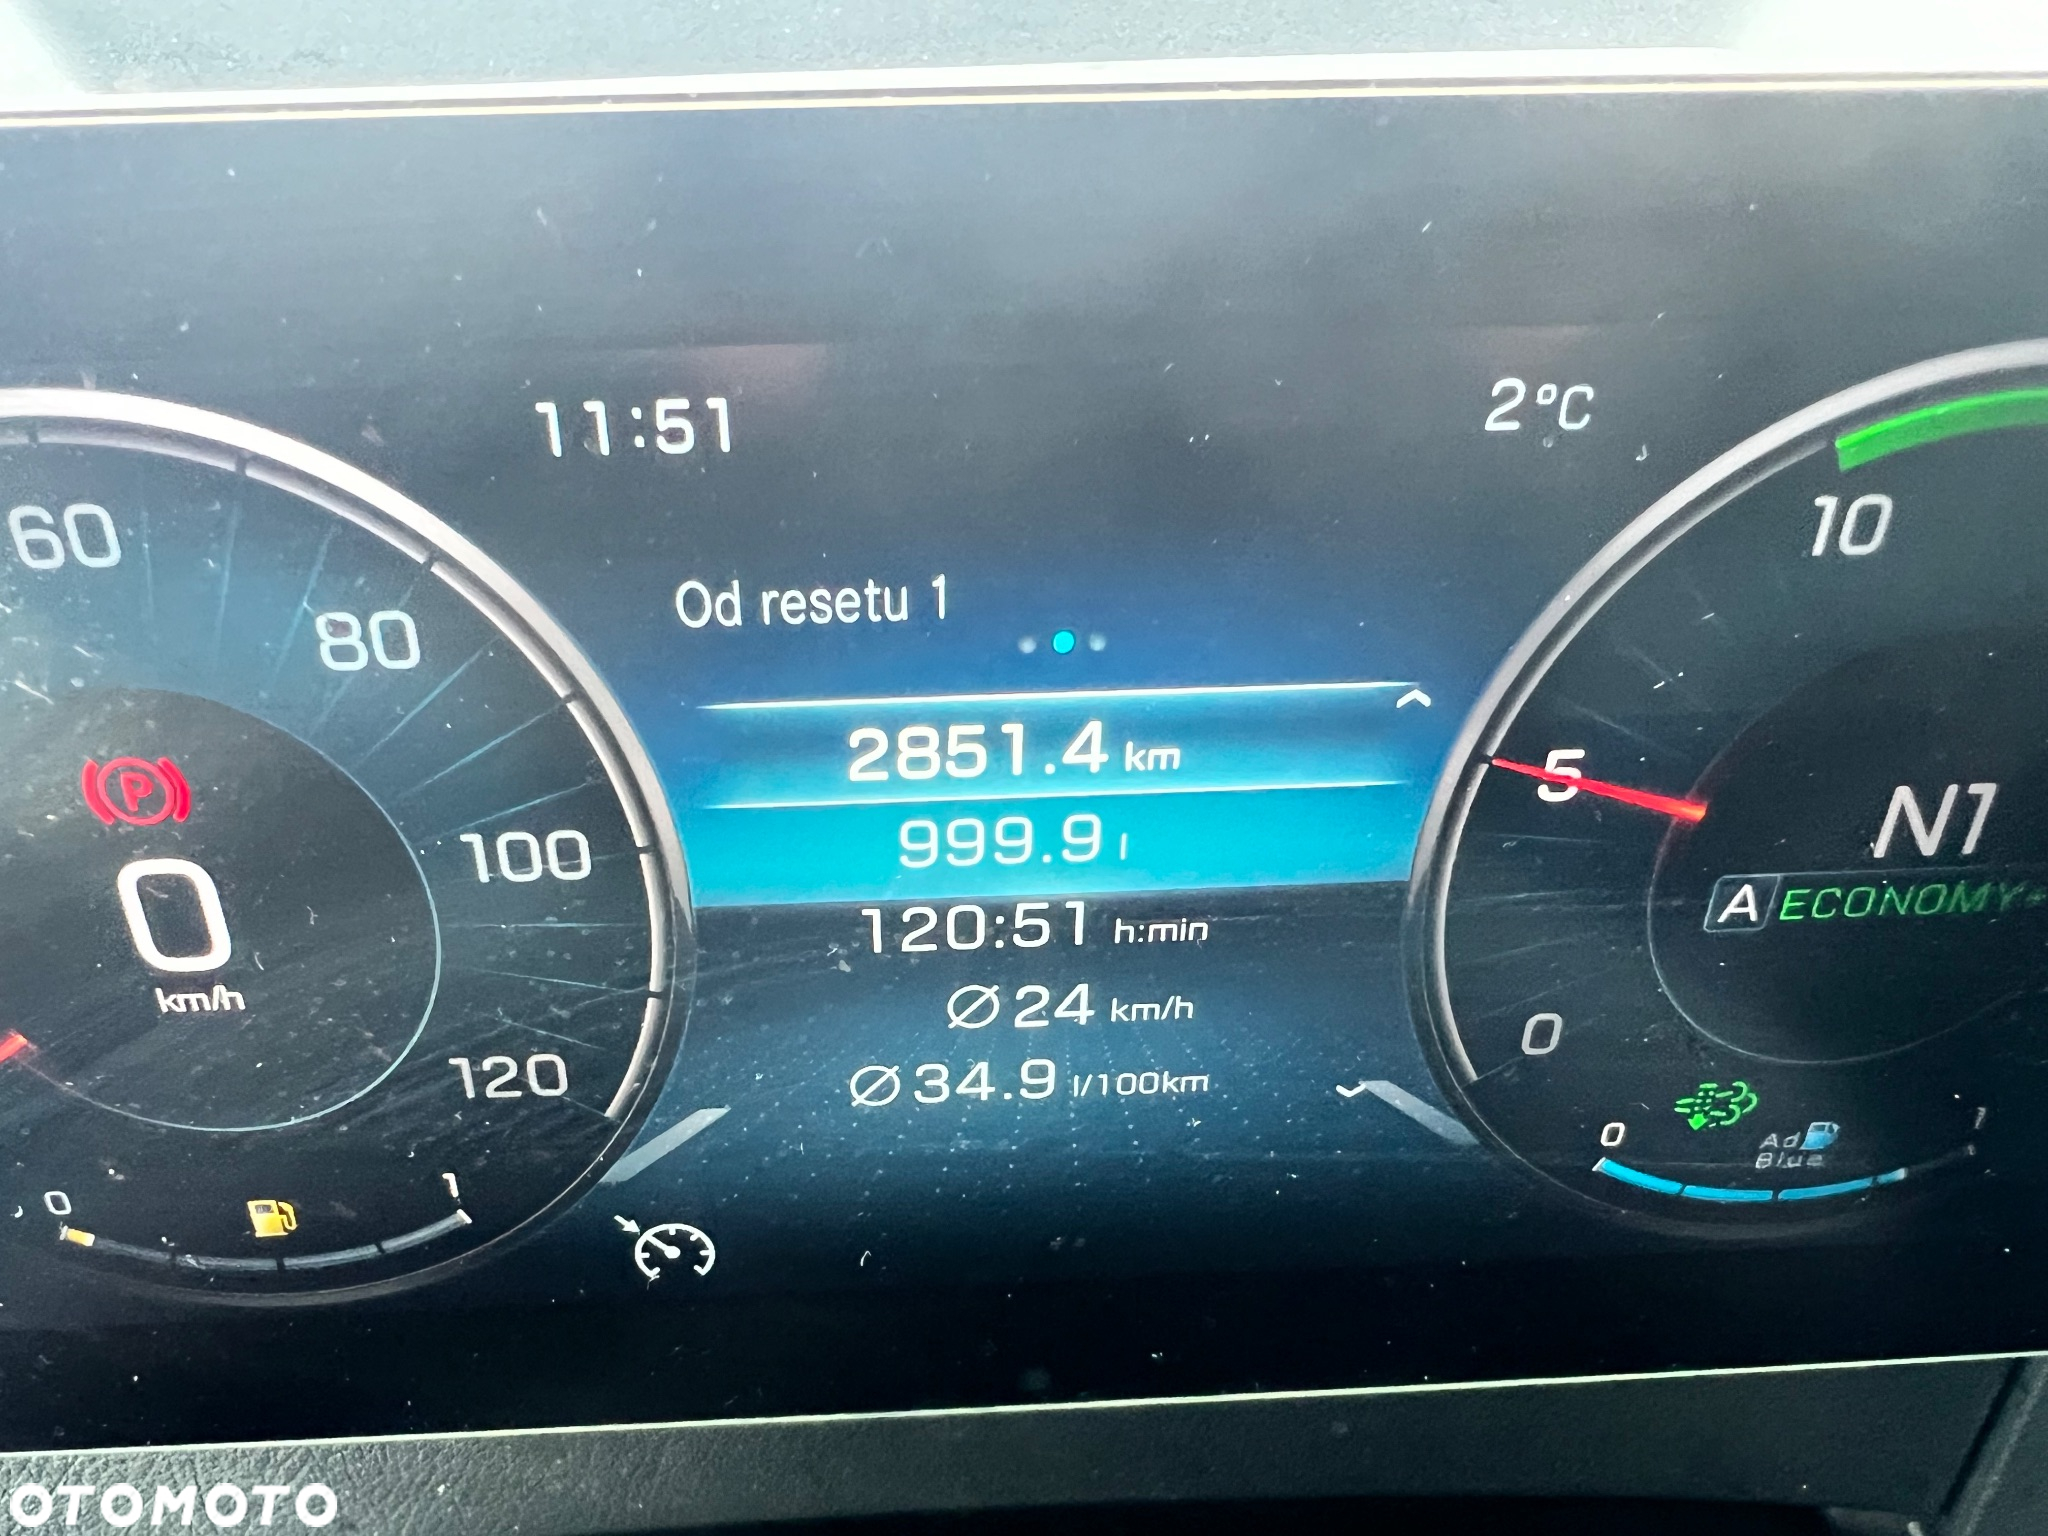 11:51
2°C
60
80
100
120
P
0
km/h
Od resetu 1
2851.4 km
999.9 l
120:51 h:min
Ø 24 km/h
Ø 34.9 l/100km
10
5
0
N1
A ECONOMY
0 1
0 1
Ad
Blue
OTOMOTO